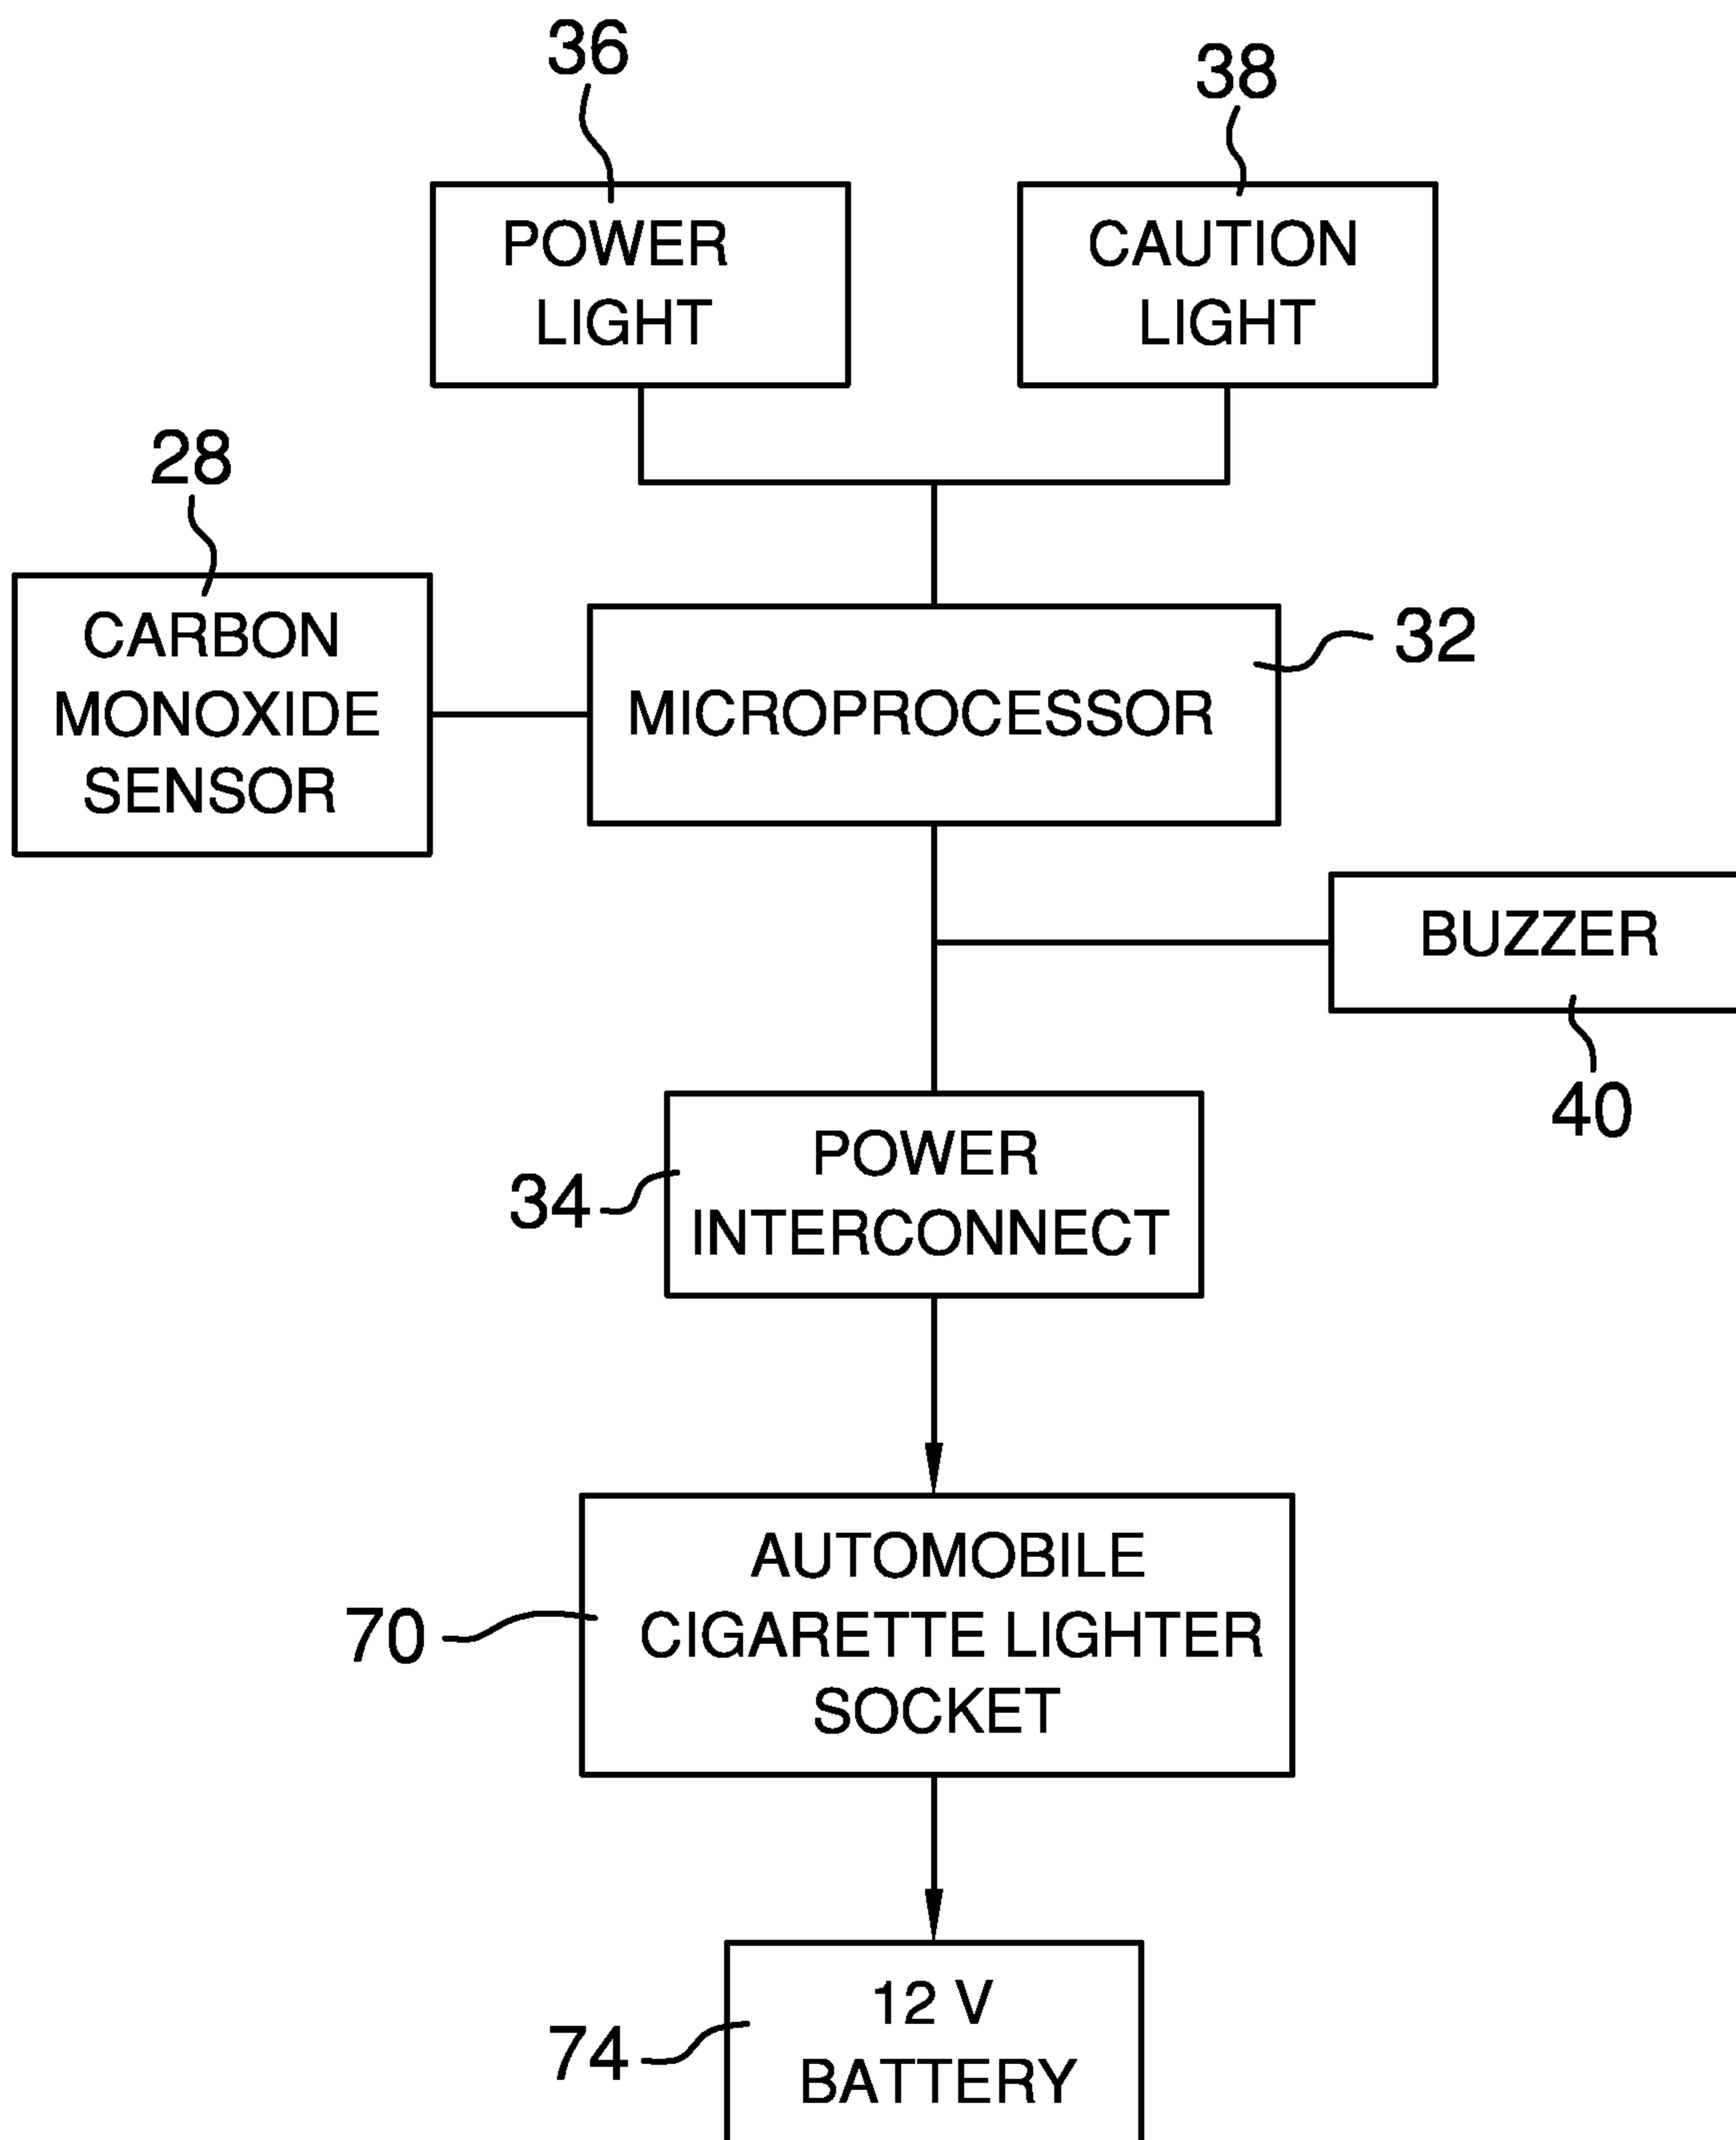 36
38
POWER
LIGHT
CAUTION
LIGHT
28
CARBON
MONOXIDE
SENSOR
32
MICROPROCESSOR
BUZZER
40
POWER
INTERCONNECT
34
AUTOMOBILE
CIGARETTE LIGHTER
SOCKET
70
12 V
BATTERY
74